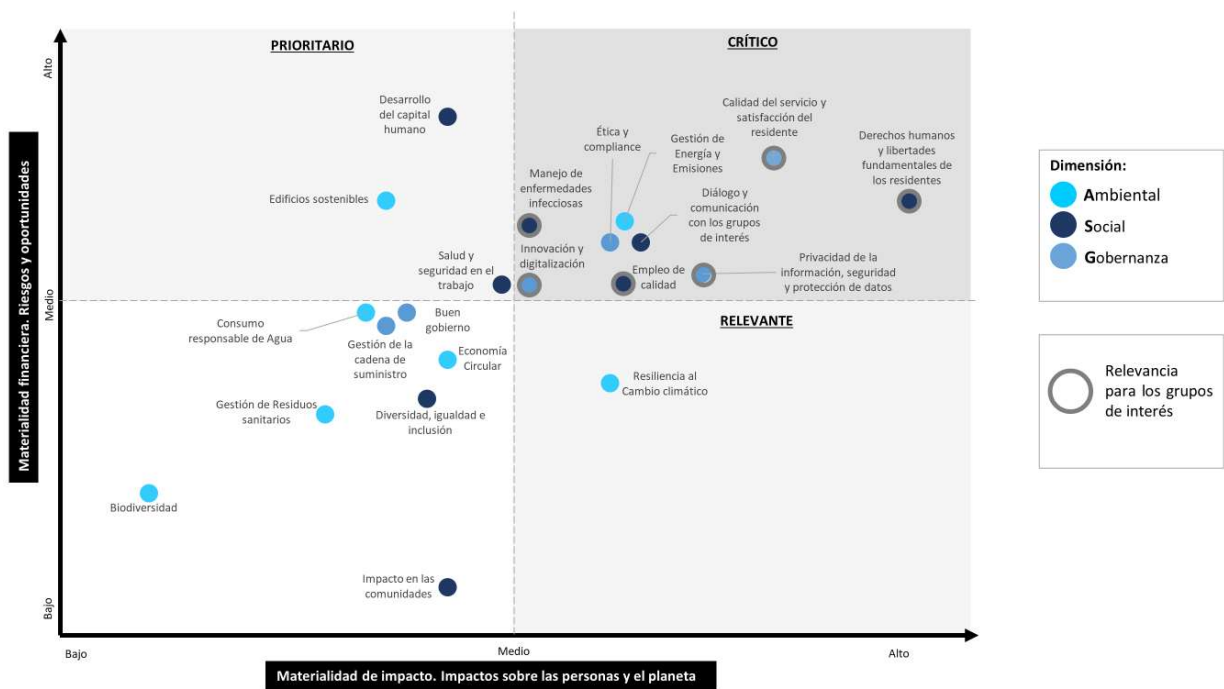 PRIORITARIO
CRÍTICO
Alto
Desarrollo
del capital
humano
Calidad del servicio y
satisfacción del
residente
Ética y
compliance
Gestión de
Energía y
Emisiones
Derechos humanos
y libertades
fundamentales de
los residentes
Manejo de
enfermedades
infecciosas
Edificios sostenibles
Diálogo y
comunicación
con los grupos
de interés
Salud y
seguridad en el
trabajo
Innovación y
digitalización
Empleo de
calidad
Privacidad de la
información, seguridad
y protección de datos
Medio
RELEVANTE
Consumo
responsable de Agua
Buen
gobierno
Gestión de la
cadena de
suministro
Economía
Circular
Resiliencia al
Cambio climático
Gestión de Residuos
sanitarios
Diversidad, igualdad e
inclusión
Biodiversidad
Impacto en las
comunidades
Bajo
Materialidad financiera. Riesgos y oportunidades
Bajo
Medio
Alto
Materialidad de impacto. Impactos sobre las personas y el planeta
Dimensión:
Ambiental
Social
Gobernanza
Relevancia
para los grupos
de interés